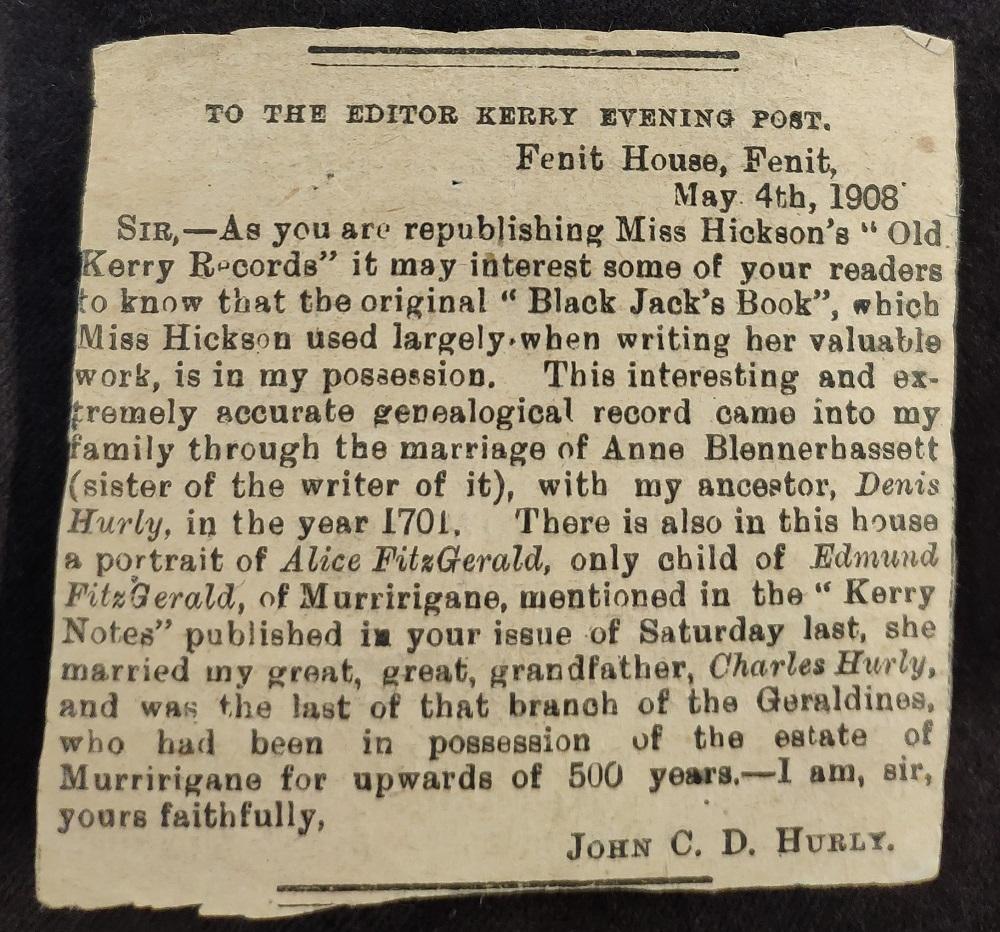 TO THE EDITOR KERRY EVENING POST.
Fenit House, Fenit,
May 4th, 1908
SIR,—As you are republishing Miss Hickson's "Old
Kerry Records" it may interest some of your readers
to know that the original "Black Jack's Book", which
Miss Hickson used largely when writing her valuable
work, is in my possession. This interesting and ex-
tremely accurate genealogical record came into my
family through the marriage of Anne Blennerhassett
(sister of the writer of it), with my ancestor, Denis
Hurly, in the year 1701. There is also in this house
a portrait of Alice FitzGerald, only child of Edmund
FitzGerald, of Murririgane, mentioned in the "Kerry
Notes" published in your issue of Saturday last, she
married my great, great, grandfather, Charles Hurly,
and was the last of that branch of the Geraldines,
who had been in possession of the estate of
Murririgane for upwards of 500 years.—I am, sir,
yours faithfully,
JOHN C. D. HURLY.